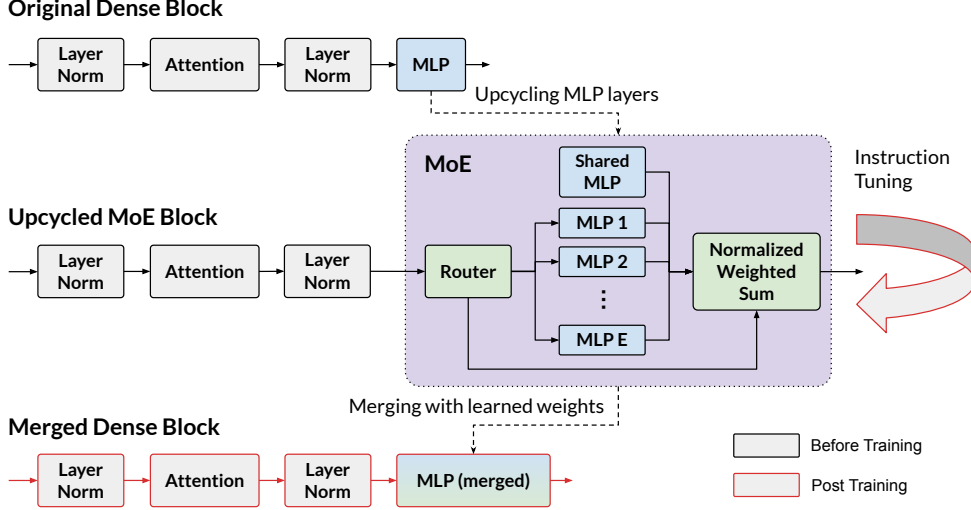 Original Dense Block
Layer
Norm
Attention
Layer
Norm
MLP
Upcycling MLP layers
MoE
Shared
MLP
Instruction
Tuning
Upcycled MoE Block
MLP 1
Layer
Norm
Attention
Layer
Norm
Router
MLP 2
⋮
MLP E
Normalized
Weighted
Sum
Merging with learned weights
Merged Dense Block
Layer
Norm
Attention
Layer
Norm
MLP (merged)
Before Training
Post Training